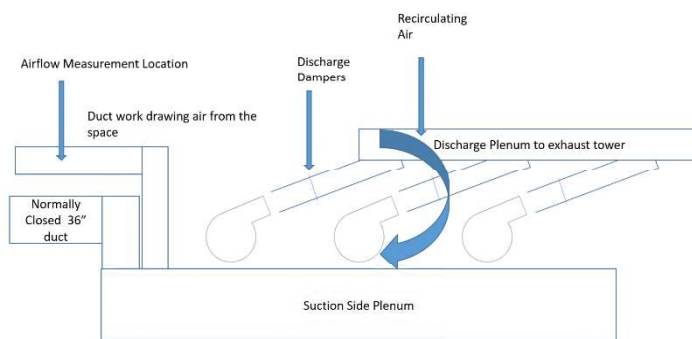 Recirculating
Air
Airflow Measurement Location
Discharge
Dampers
Duct work drawing air from the
space
Discharge Plenum to exhaust tower
Normally
Closed 36”
duct
Suction Side Plenum